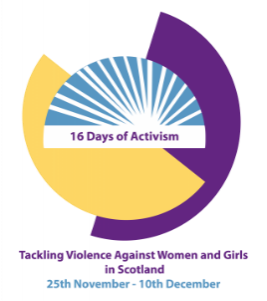 16 Days of Activism
Tackling Violence Against Women and Girls
in Scotland
25th November - 10th December